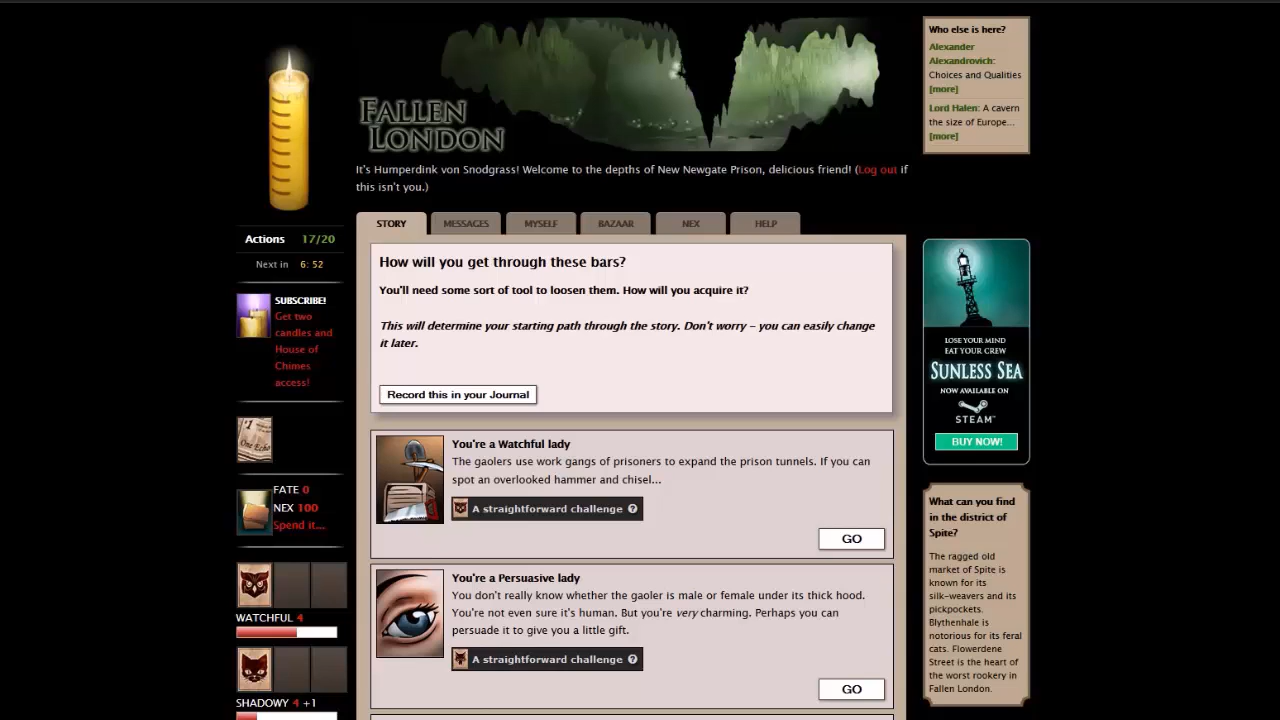 FALLEN
LONDON
It's Humperdink von Snodgrass! Welcome to the depths of New Newgate Prison, delicious friend! (Log out if
this isn't you.)
Actions 17/20
Next in 6: 52
SUBSCRIBE!
Get two
candles and
House of
Chimes
access!
#1
One Echo
FATE 0
NEX 100
Spend it...
WATCHFUL 4
SHADOWY 4 +1
STORY
MESSAGES
MYSELF
BAZAAR
NEX
HELP
How will you get through these bars?
You'll need some sort of tool to loosen them. How will you acquire it?
This will determine your starting path through the story. Don't worry – you can easily change
it later.
Record this in your Journal
You're a Watchful lady
The gaolers use work gangs of prisoners to expand the prison tunnels. If you can
spot an overlooked hammer and chisel...
A straightforward challenge ?
GO
You're a Persuasive lady
You don't really know whether the gaoler is male or female under its thick hood.
You're not even sure it's human. But you're very charming. Perhaps you can
persuade it to give you a little gift.
A straightforward challenge ?
GO
Who else is here?
Alexander
Alexandrovich:
Choices and Qualities
[more]
Lord Halen: A cavern
the size of Europe...
[more]
LOSE YOUR MIND
EAT YOUR CREW
SUNLESS SEA
NOW AVAILABLE ON
STEAM™
BUY NOW!
What can you find
in the district of
Spite?
The ragged old
market of Spite is
known for its
silk-weavers and its
pickpockets.
Blythenhale is
notorious for its feral
cats. Flowerdene
Street is the heart of
the worst rookery in
Fallen London.